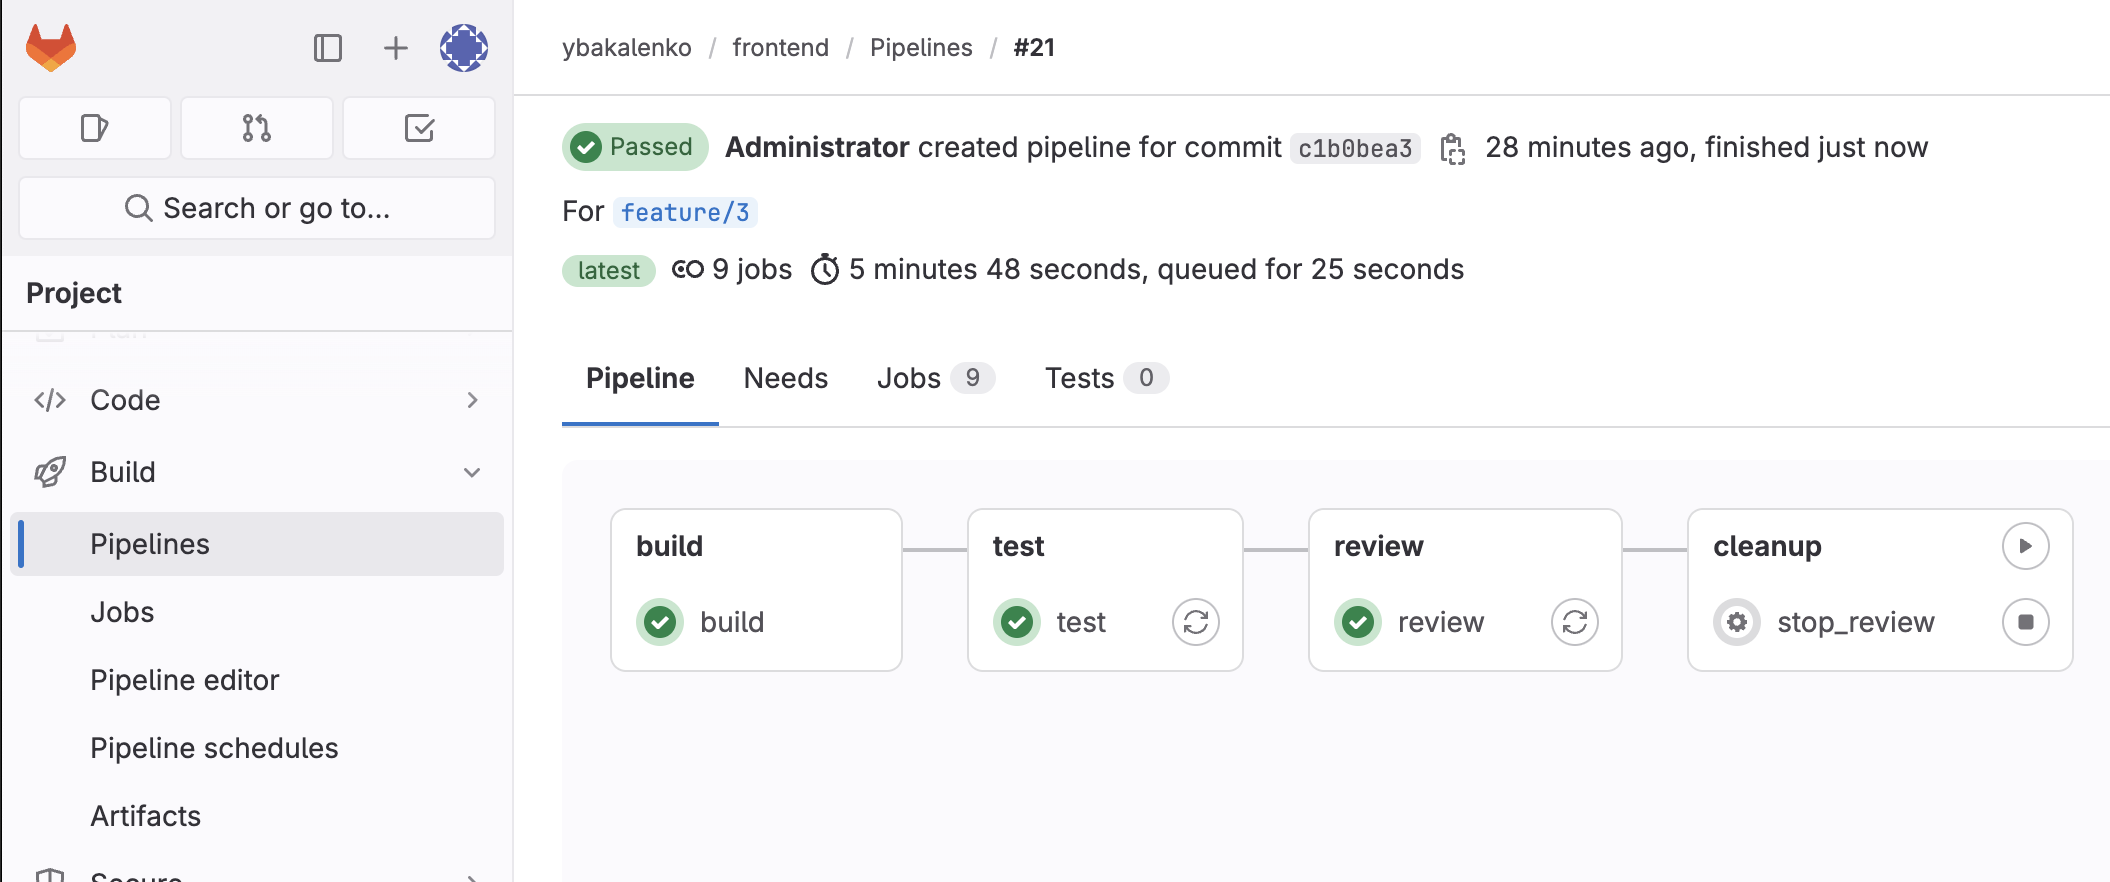 ybakalenko / frontend / Pipelines / #21
Search or go to...
Project
Code
Build
Pipelines
Jobs
Pipeline editor
Pipeline schedules
Artifacts
Passed Administrator created pipeline for commit c1b0bea3 28 minutes ago, finished just now
For feature/3
latest 9 jobs 5 minutes 48 seconds, queued for 25 seconds
Pipeline Needs Jobs 9 Tests 0
build
build
test
test
review
review
cleanup
stop_review